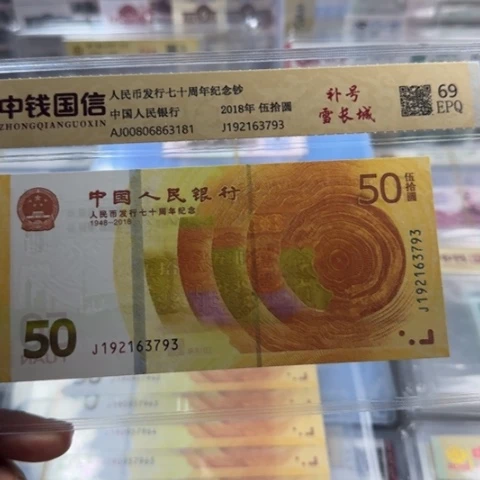 中钱国信
ZHONGQIANGUOXIN
人民币发行七十周年纪念钞
中国人民银行
AJ00806863181
2018年 伍拾圆
J192163793
补号
雪长城
69
EPQ
中国人民银行
人民币发行七十周年纪念
1948-2018
50
伍拾圆
J192163793
50
J192163793